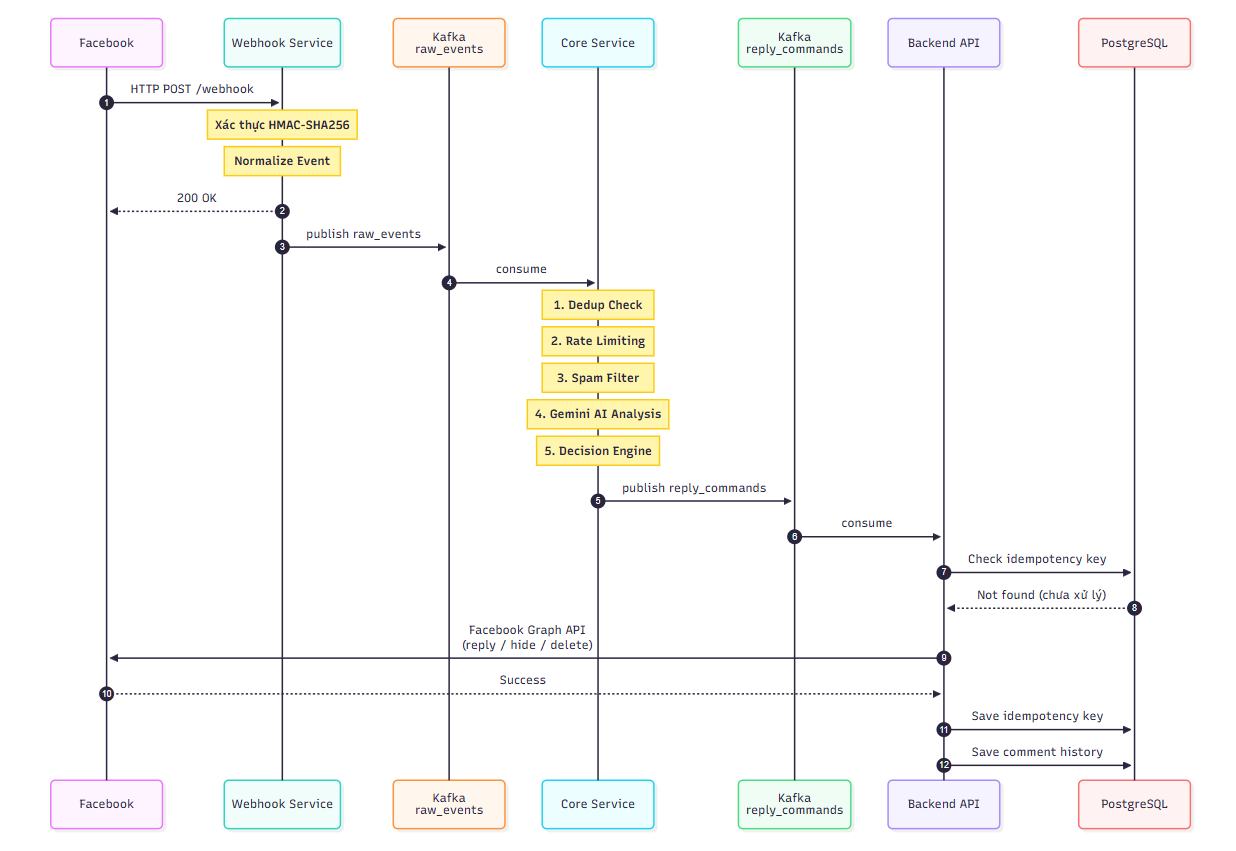 Facebook
Webhook Service
Kafka
raw_events
Core Service
Kafka
reply_commands
Backend API
PostgreSQL
HTTP POST /webhook
1
Xác thực HMAC-SHA256
Normalize Event
200 OK
2
publish raw_events
3
consume
4
1. Dedup Check
2. Rate Limiting
3. Spam Filter
4. Gemini AI Analysis
5. Decision Engine
publish reply_commands
5
consume
6
Check idempotency key
7
Not found (chưa xử lý)
8
Facebook Graph API
(reply / hide / delete)
9
Success
10
Save idempotency key
11
Save comment history
12
Facebook
Webhook Service
Kafka
raw_events
Core Service
Kafka
reply_commands
Backend API
PostgreSQL